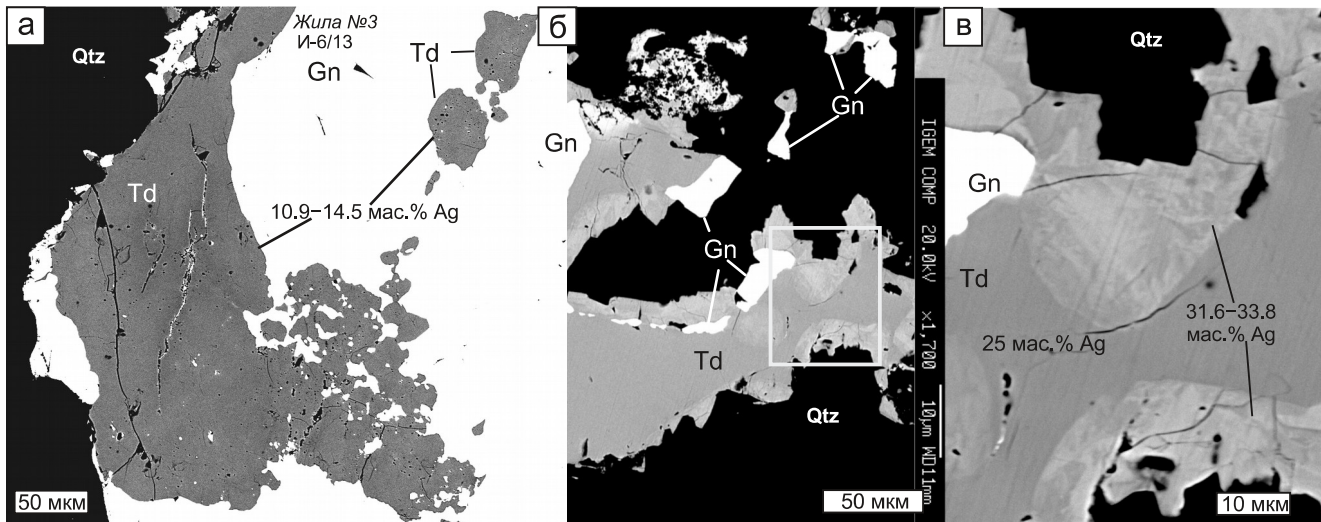 а
Qtz
Жила №3
И-6/13
Gn
Td
Td
10.9–14.5 мас.% Ag
50 мкм
б
Gn
Gn
Gn
Td
Qtz
50 мкм
IGEM COMP 20.0kV ×1,700 10µm WD11mm
в
Qtz
Gn
Td
25 мас.% Ag
31.6–33.8
мас.% Ag
10 мкм